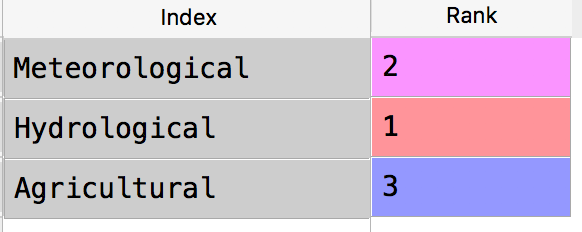 Index Rank
Meteorological 2
Hydrological 1
Agricultural 3